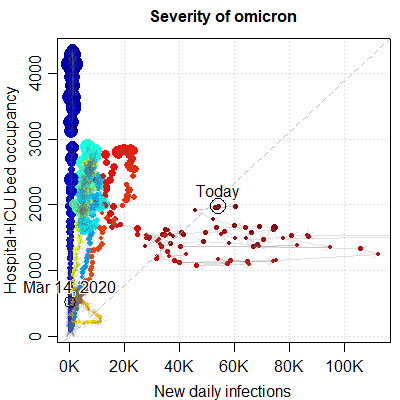 Severity of omicron
Hospital+ICU bed occupancy
4000
3000
2000
1000
0
Today
Mar 14, 2020
0K
20K
40K
60K
80K
100K
New daily infections